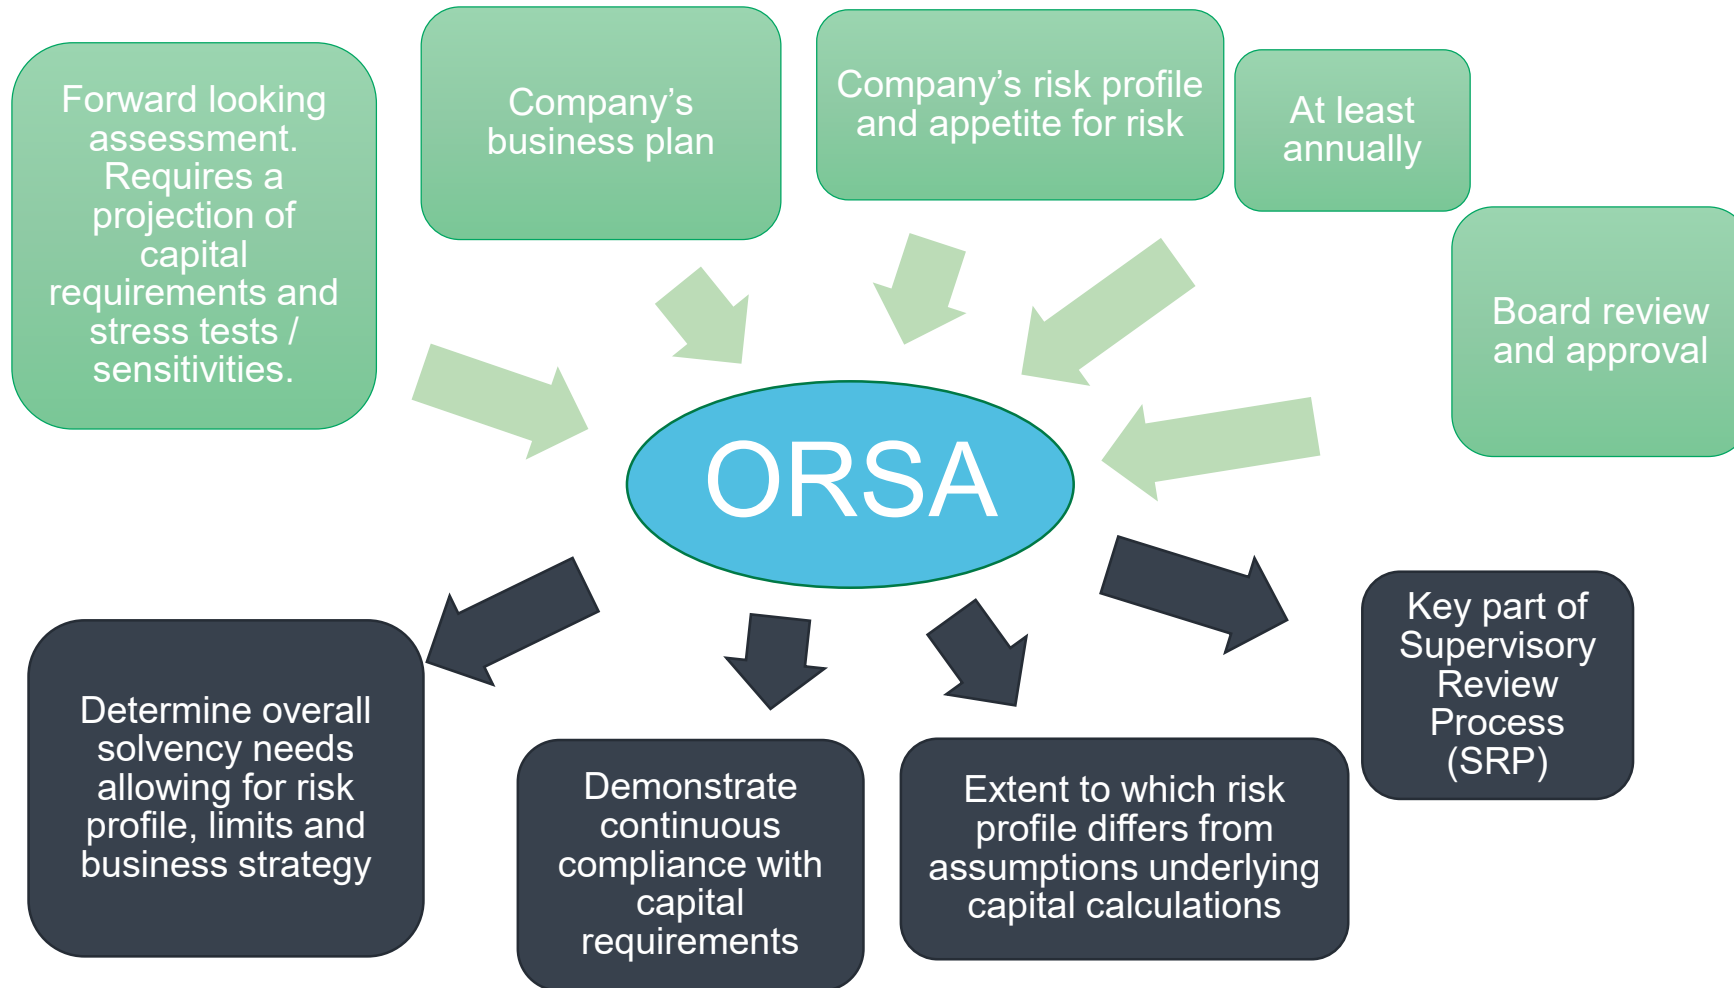 Forward looking
assessment.
Requires a
projection of
capital
requirements and
stress tests /
sensitivities.
Company’s
business plan
Company’s risk profile
and appetite for risk
At least
annually
Board review
and approval
ORSA
Determine overall
solvency needs
allowing for risk
profile, limits and
business strategy
Demonstrate
continuous
compliance with
capital
requirements
Extent to which risk
profile differs from
assumptions underlying
capital calculations
Key part of
Supervisory
Review
Process
(SRP)